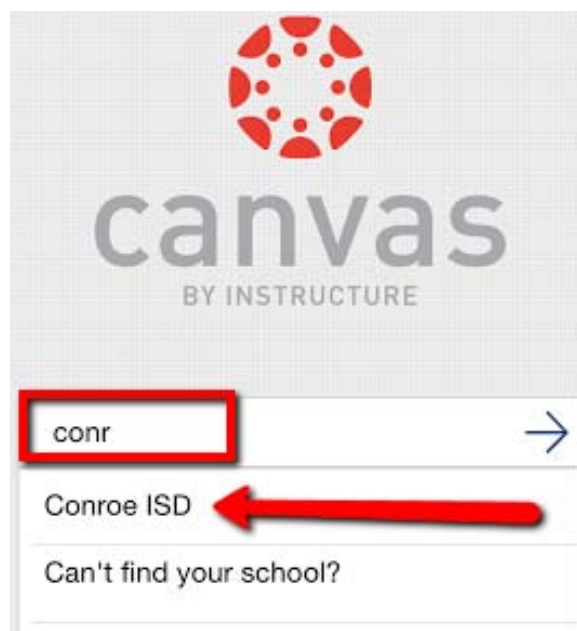 canvas
BY INSTRUCTURE
conr
Conroe ISD
Can't find your school?